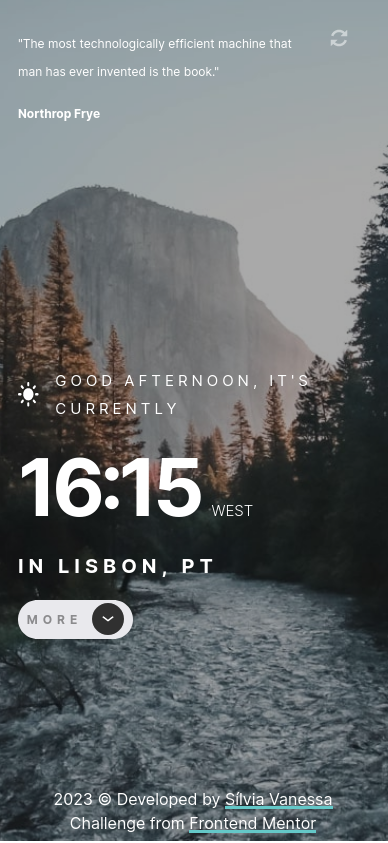 "The most technologically efficient machine that
man has ever invented is the book."
Northrop Frye
GOOD AFTERNOON, IT'S
CURRENTLY
16:15 WEST
IN LISBON, PT
MORE
2023 © Developed by Sílvia Vanessa
Challenge from Frontend Mentor